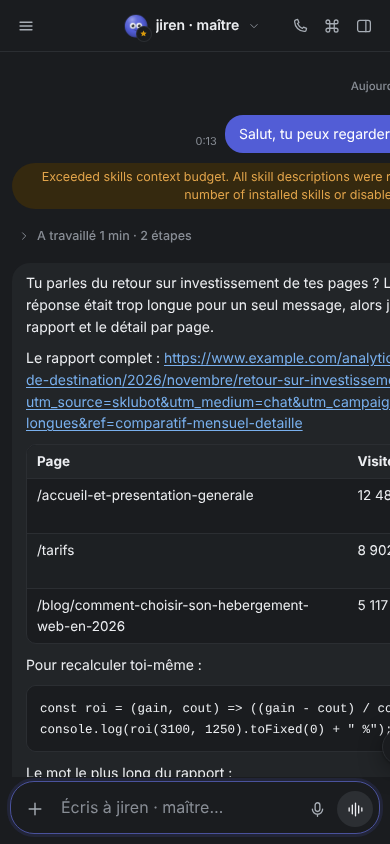 jiren · maître
Aujourd
0:13
Salut, tu peux regarder
Exceeded skills context budget. All skill descriptions were r
number of installed skills or disable
A travaillé 1 min · 2 étapes
Tu parles du retour sur investissement de tes pages ? L
réponse était trop longue pour un seul message, alors j
rapport et le détail par page.
Le rapport complet : https://www.example.com/analytic
de-destination/2026/novembre/retour-sur-investisseme
utm_source=sklubot&utm_medium=chat&utm_campaig
longues&ref=comparatif-mensuel-detaille
Page Visite
/accueil-et-presentation-generale 12 48
/tarifs 8 902
/blog/comment-choisir-son-hebergement- 5 117
web-en-2026
Pour recalculer toi-même :
const roi = (gain, cout) => ((gain - cout) / co
console.log(roi(3100, 1250).toFixed(0) + " %");
Le mot le plus long du rapport :
Écris à jiren · maître…